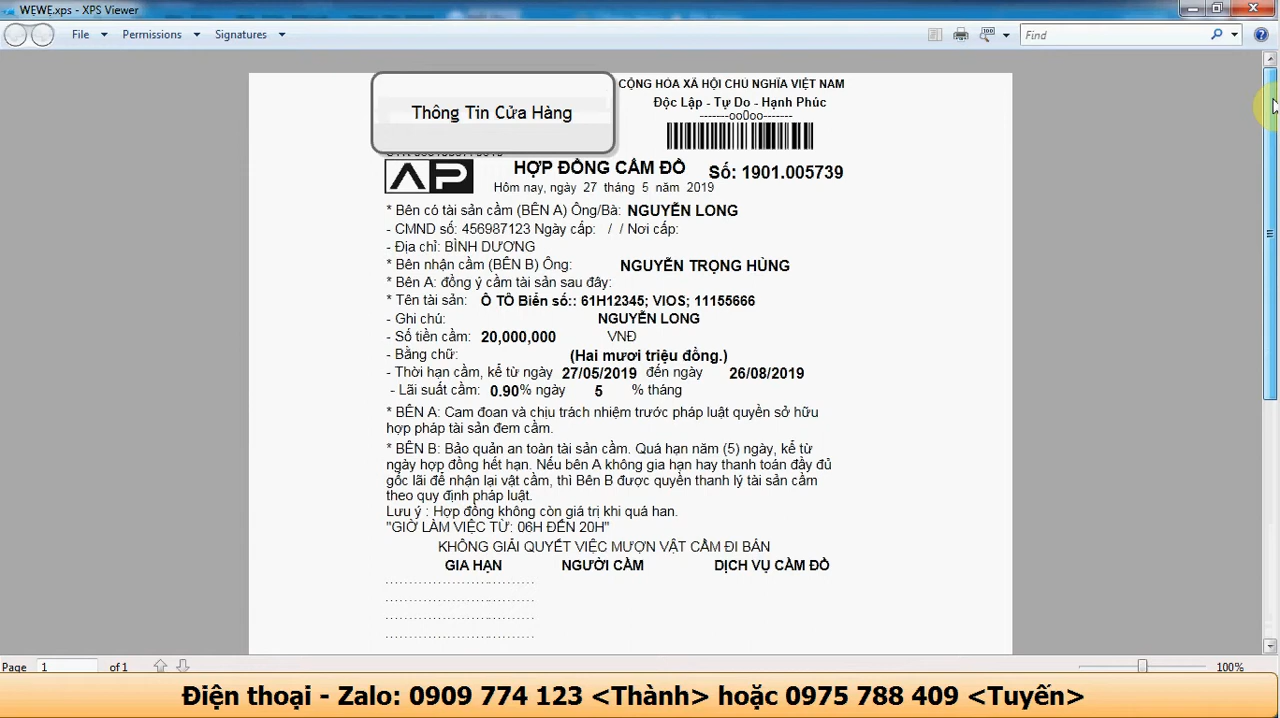 WẸWẸ.xps - XPS Viewer
File Permissions Signatures Find
Thông Tin Cửa Hàng
CỘNG HÒA XÃ HỘI CHỦ NGHĨA VIỆT NAM
Độc Lập - Tự Do - Hạnh Phúc
-------oo0oo-------
AP
HỢP ĐỒNG CẦM ĐỒ Số: 1901.005739
Hôm nay, ngày 27 tháng 5 năm 2019
* Bên có tài sản cầm (BÊN A) Ông/Bà: NGUYỄN LONG
- CMND số: 456987123 Ngày cấp: / / Nơi cấp:
- Địa chỉ: BÌNH DƯƠNG
* Bên nhận cầm (BÊN B) Ông: NGUYỄN TRỌNG HÙNG
* Bên A: đồng ý cầm tài sản sau đây:
* Tên tài sản: Ô TÔ Biển số:: 61H12345; VIOS; 11155666
- Ghi chú: NGUYỄN LONG
- Số tiền cầm: 20,000,000 VNĐ
- Bằng chữ: (Hai mươi triệu đồng.)
- Thời hạn cầm, kể từ ngày 27/05/2019 đến ngày 26/08/2019
- Lãi suất cầm: 0.90% ngày 5 % tháng
* BÊN A: Cam đoan và chịu trách nhiệm trước pháp luật quyền sở hữu
hợp pháp tài sản đem cầm.
* BÊN B: Bảo quản an toàn tài sản cầm. Quá hạn năm (5) ngày, kể từ
ngày hợp đồng hết hạn. Nếu bên A không gia hạn hay thanh toán đầy đủ
gốc lãi để nhận lại vật cầm, thì Bên B được quyền thanh lý tài sản cầm
theo quy định pháp luật.
Lưu ý : Hợp đồng không còn giá trị khi quá hạn.
"GIỜ LÀM VIỆC TỪ: 06H ĐẾN 20H"
KHÔNG GIẢI QUYẾT VIỆC MƯỢN VẬT CẦM ĐI BÁN
GIA HẠN NGƯỜI CẦM DỊCH VỤ CẦM ĐỒ
Page 1 of 1 100%
Điện thoại - Zalo: 0909 774 123 <Thành> hoặc 0975 788 409 <Tuyến>